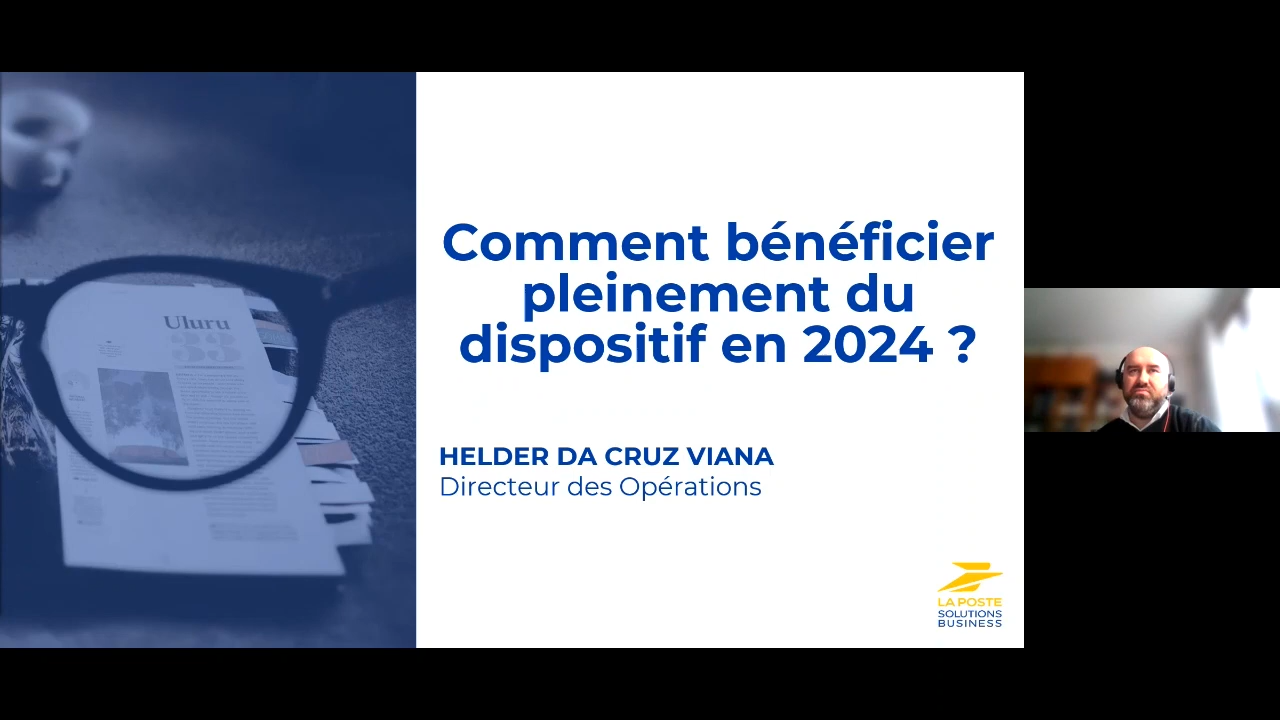 Uluru
33
Comment bénéficier
pleinement du
dispositif en 2024 ?
HELDER DA CRUZ VIANA
Directeur des Opérations
LA POSTE
SOLUTIONS
BUSINESS